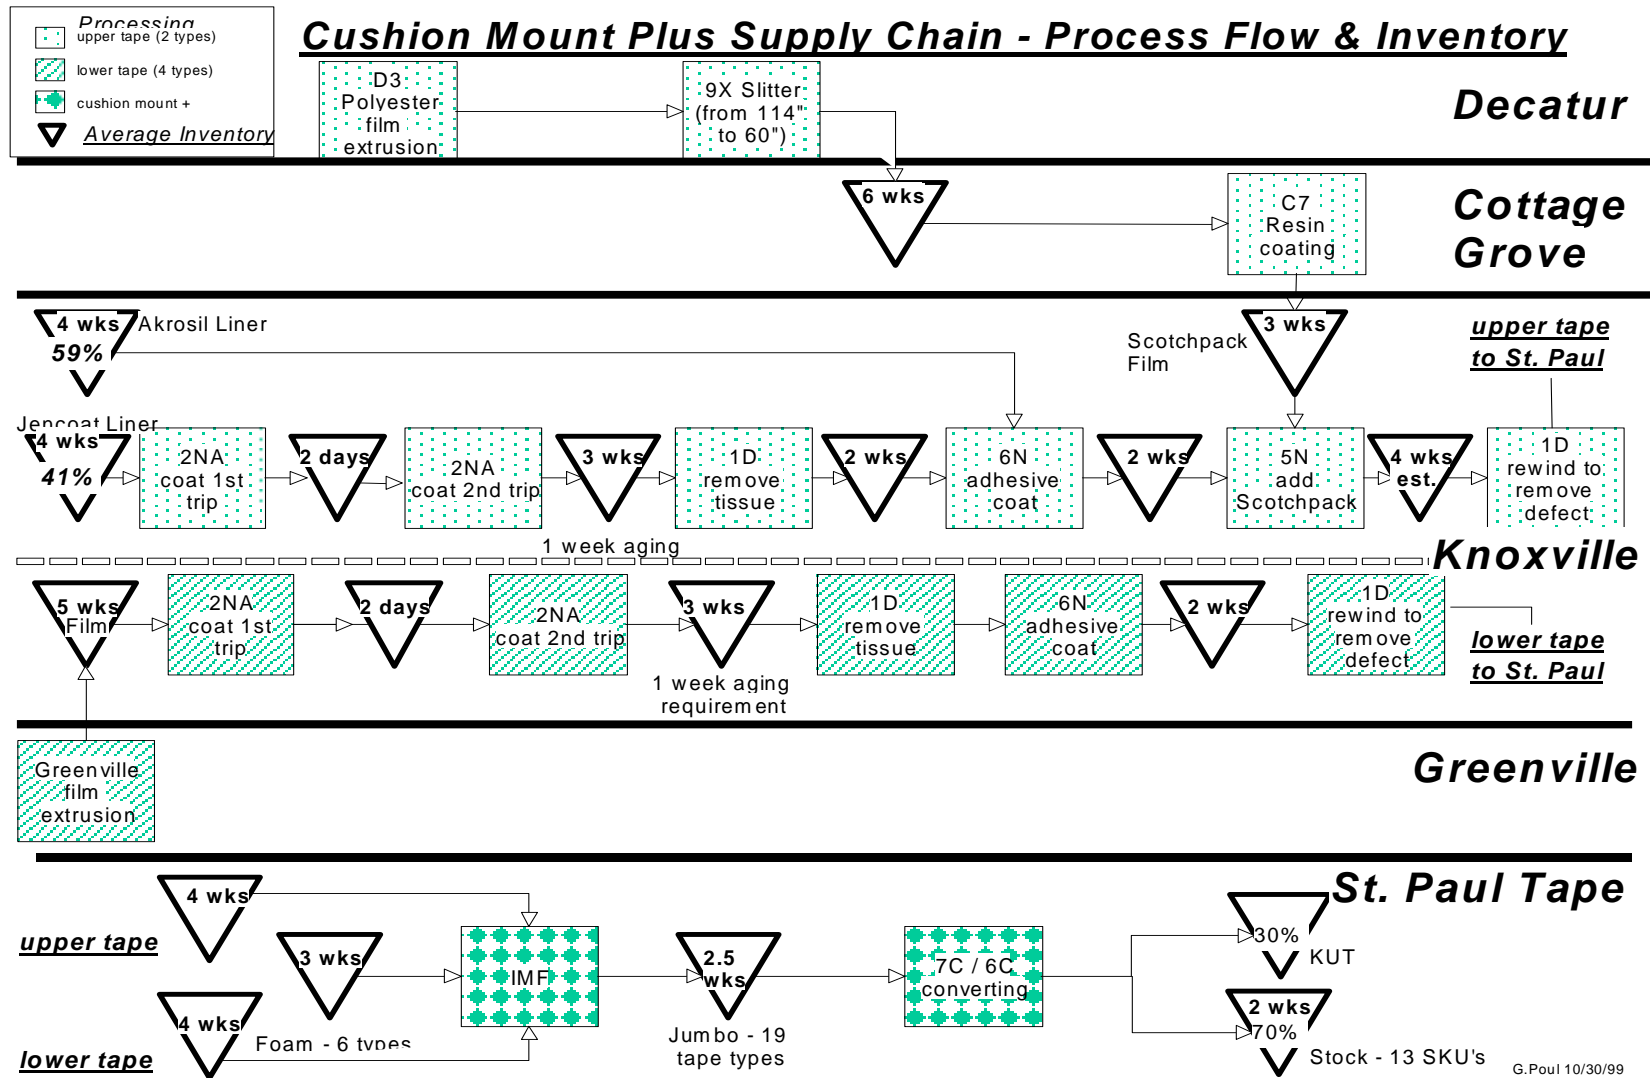 Processing
upper tape (2 types)
lower tape (4 types)
cushion mount +
Average Inventory
Cushion Mount Plus Supply Chain - Process Flow & Inventory
D3
Polyester
film
extrusion
9X Slitter
(from 114"
to 60")
Decatur
6 wks
C7
Resin
coating
Cottage
Grove
4 wks
59%
Akrosil Liner
Scotchpack
Film
3 wks
upper tape
to St. Paul
Jencoat Liner
4 wks
41%
2NA
coat 1st
trip
2 days
2NA
coat 2nd trip
3 wks
1D
remove
tissue
2 wks
6N
adhesive
coat
2 wks
5N
add
Scotchpack
4 wks
est.
1D
rewind to
remove
defect
1 week aging
Knoxville
5 wks
Film
2NA
coat 1st
trip
2 days
2NA
coat 2nd trip
3 wks
1 week aging
requirement
1D
remove
tissue
6N
adhesive
coat
2 wks
1D
rewind to
remove
defect
lower tape
to St. Paul
Greenville
film
extrusion
Greenville
St. Paul Tape
4 wks
upper tape
3 wks
Foam - 6 types
4 wks
lower tape
IMF
2.5
wks
Jumbo - 19
tape types
7C / 6C
converting
30%
KUT
2 wks
70%
Stock - 13 SKU's
G.Poul 10/30/99